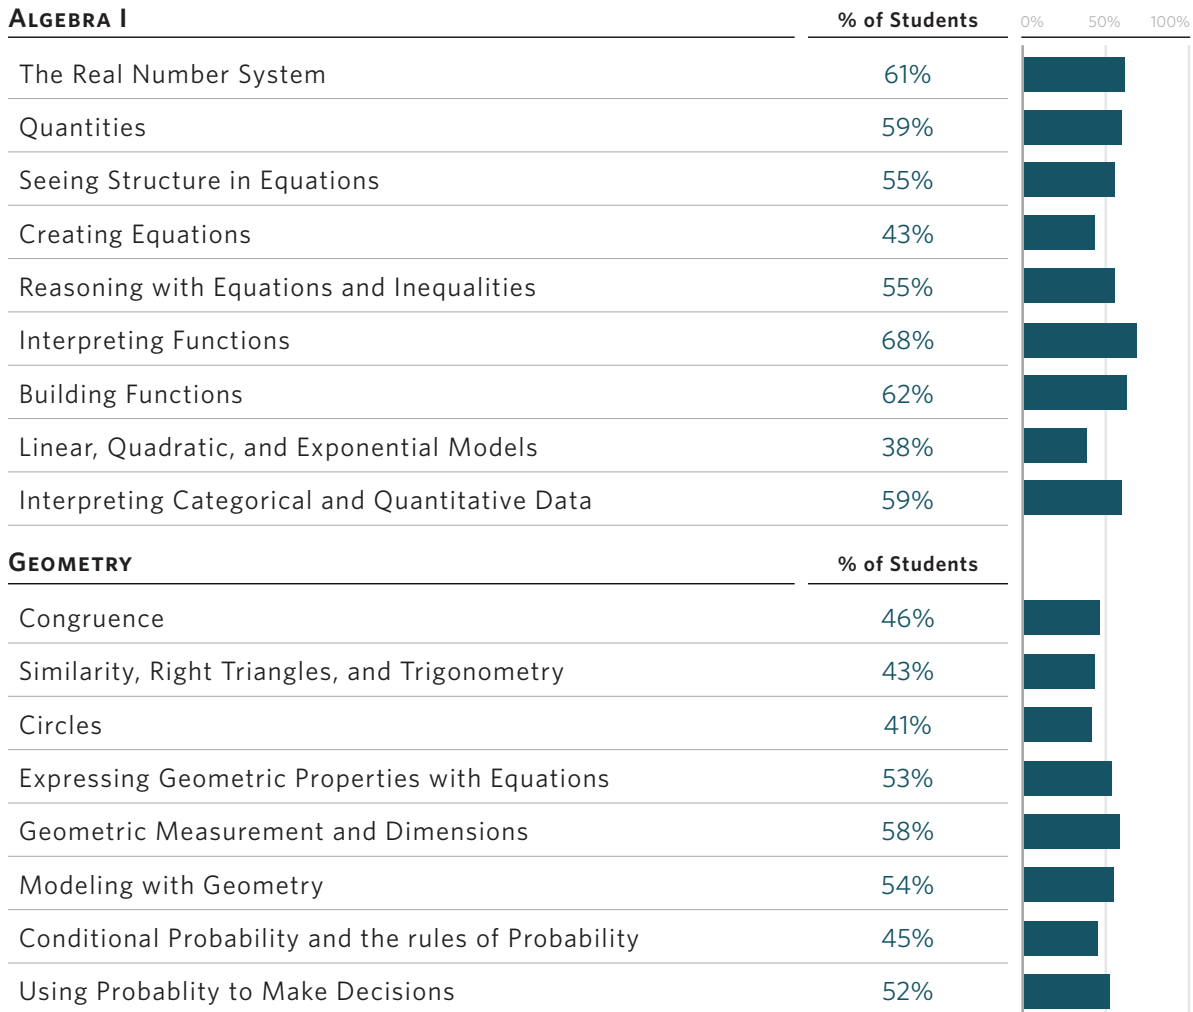 ALGEBRA I % of Students 0% 50% 100%
The Real Number System 61%
Quantities 59%
Seeing Structure in Equations 55%
Creating Equations 43%
Reasoning with Equations and Inequalities 55%
Interpreting Functions 68%
Building Functions 62%
Linear, Quadratic, and Exponential Models 38%
Interpreting Categorical and Quantitative Data 59%
GEOMETRY % of Students
Congruence 46%
Similarity, Right Triangles, and Trigonometry 43%
Circles 41%
Expressing Geometric Properties with Equations 53%
Geometric Measurement and Dimensions 58%
Modeling with Geometry 54%
Conditional Probability and the rules of Probability 45%
Using Probablity to Make Decisions 52%